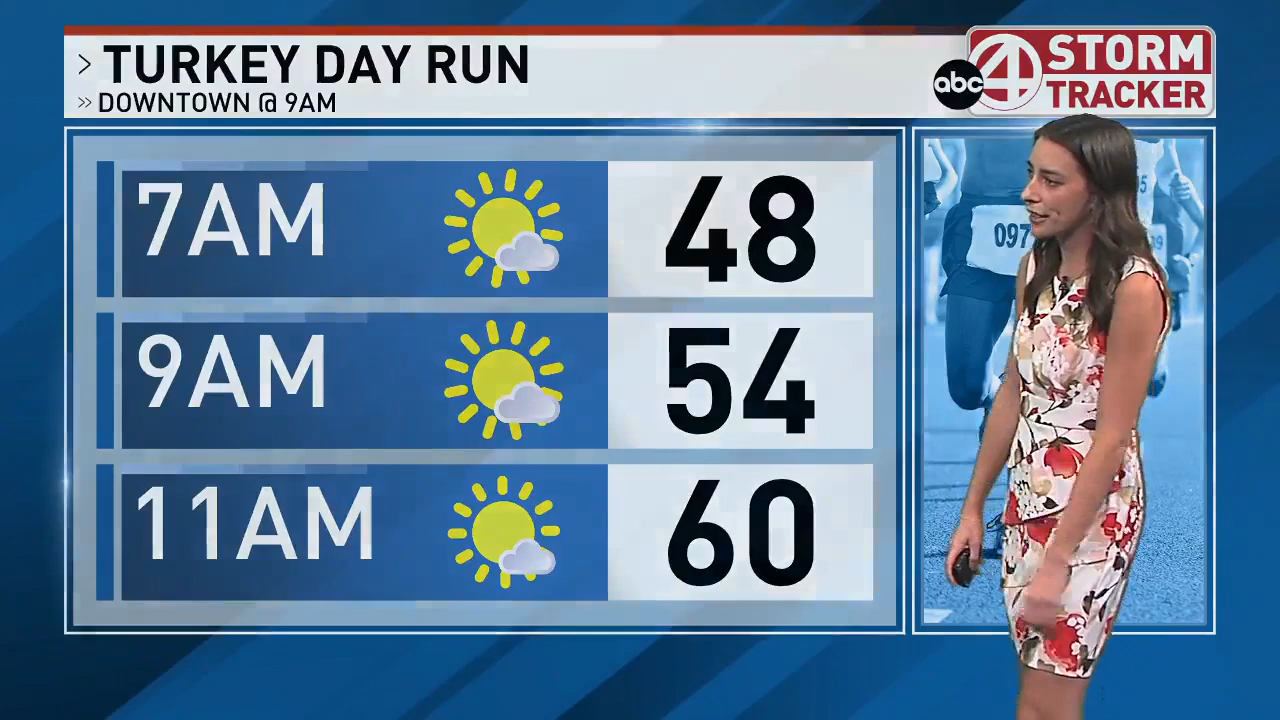 > TURKEY DAY RUN
» DOWNTOWN @ 9AM
abc 4 STORM TRACKER
7AM 48
9AM 54
11AM 60
097